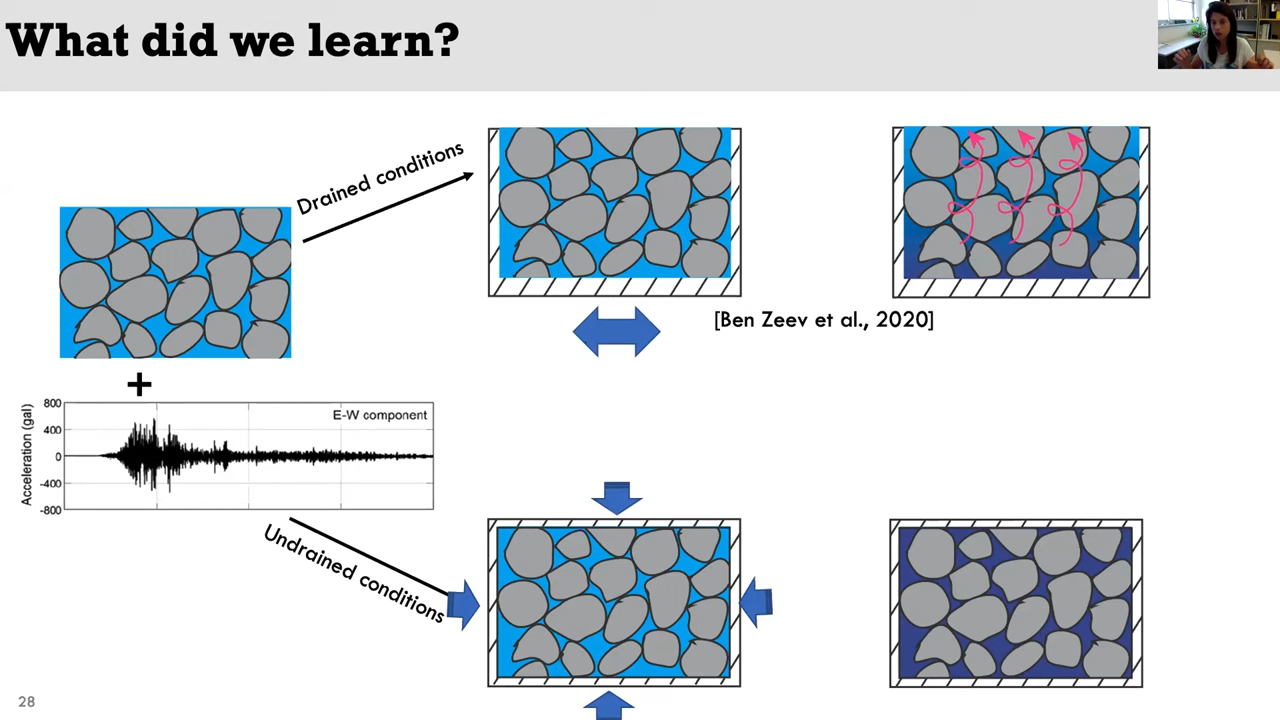 What did we learn?
Drained conditions
[Ben Zeev et al., 2020]
+
Acceleration (gal)
800
400
0
-400
-800
E-W component
Undrained conditions
28